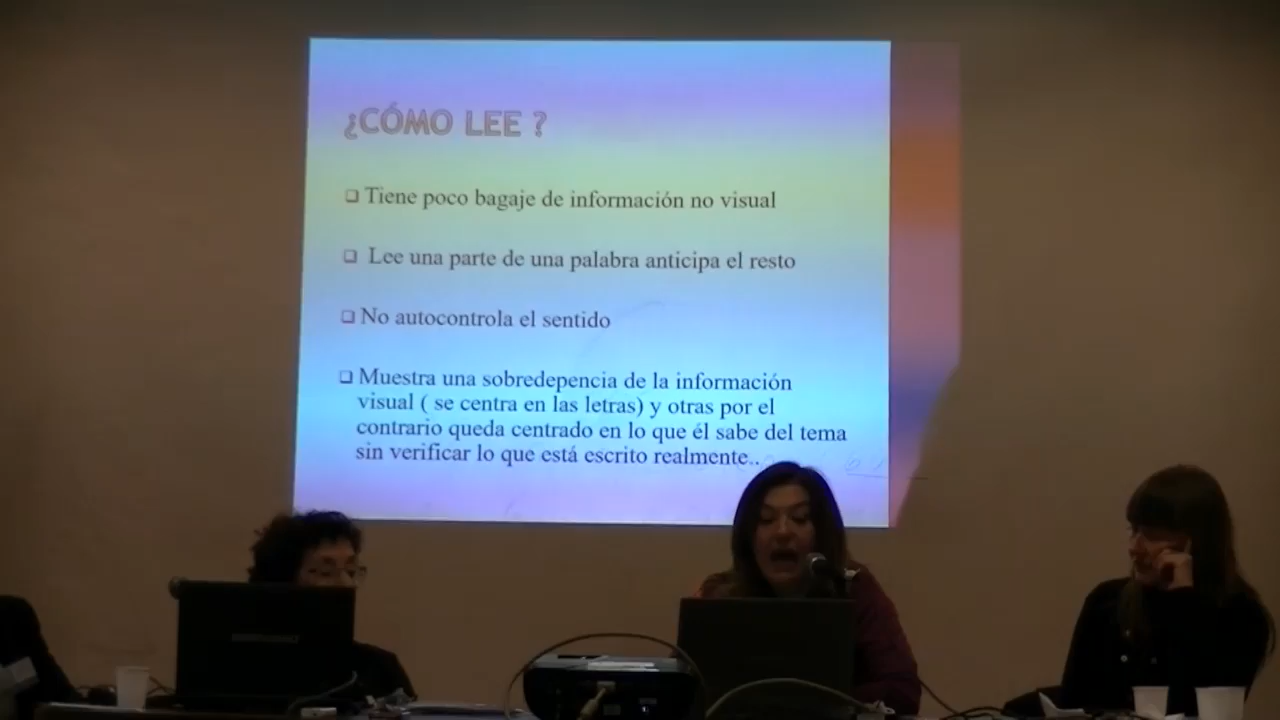 ¿CÓMO LEE ?
Tiene poco bagaje de información no visual
Lee una parte de una palabra anticipa el resto
No autocontrola el sentido
Muestra una sobredepencia de la información
visual ( se centra en las letras) y otras por el
contrario queda centrado en lo que él sabe del tema
sin verificar lo que está escrito realmente..